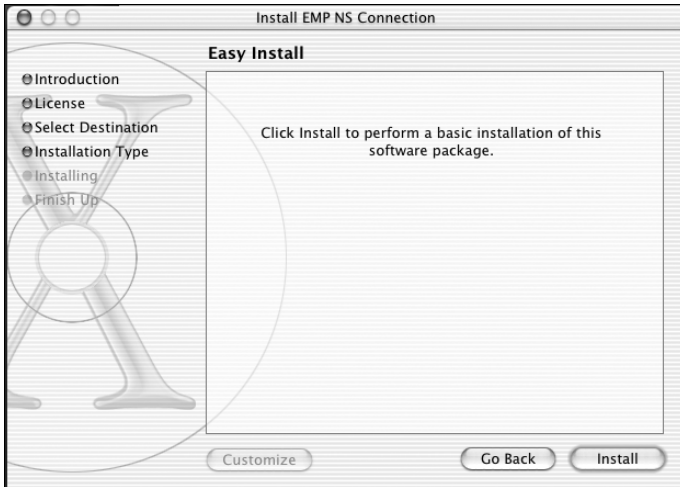 Install EMP NS Connection
Easy Install
Introduction
License
Select Destination
Installation Type
Installing
Finish Up
Click Install to perform a basic installation of this
software package.
Customize
Go Back
Install